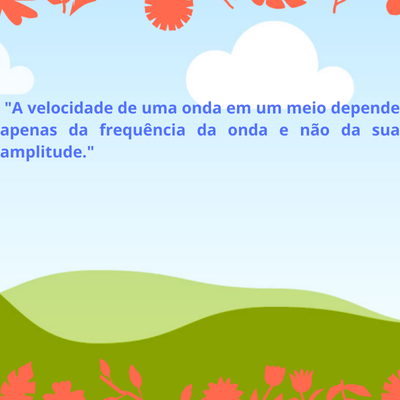 "A velocidade de uma onda em um meio depende
apenas da frequência da onda e não da sua
amplitude."